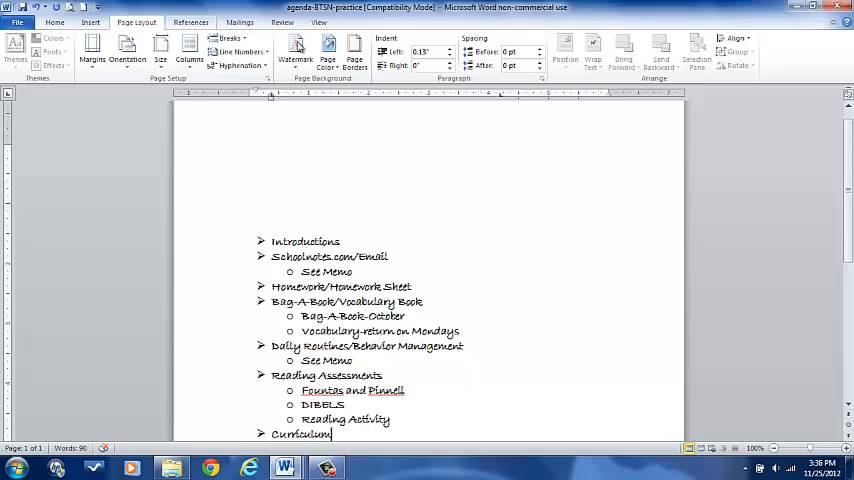 agenda-BTSN-practice [Compatibility Mode] - Microsoft Word non-commercial use
File Home Insert Page Layout References Mailings Review View
Themes Colors Fonts Effects Themes
Margins Orientation Size Columns Breaks Line Numbers Hyphenation Page Setup
Watermark Page Color Page Borders Page Background
Indent Left: 0.13" Right: 0" Spacing Before: 0 pt After: 0 pt Paragraph
Position Wrap Text Bring Forward Send Backward Selection Pane Align Group Rotate Arrange
Introductions
Schoolnotes.com/Email
o See Memo
Homework/Homework Sheet
Bag-A-Book/Vocabulary Book
o Bag-A-Book-October
o Vocabulary-return on Mondays
Daily Routines/Behavior Management
o See Memo
Reading Assessments
o Fountas and Pinnell
o DIBELS
o Reading Activity
Curriculum
Page: 1 of 1 Words: 90 100%
3:36 PM
11/25/2012